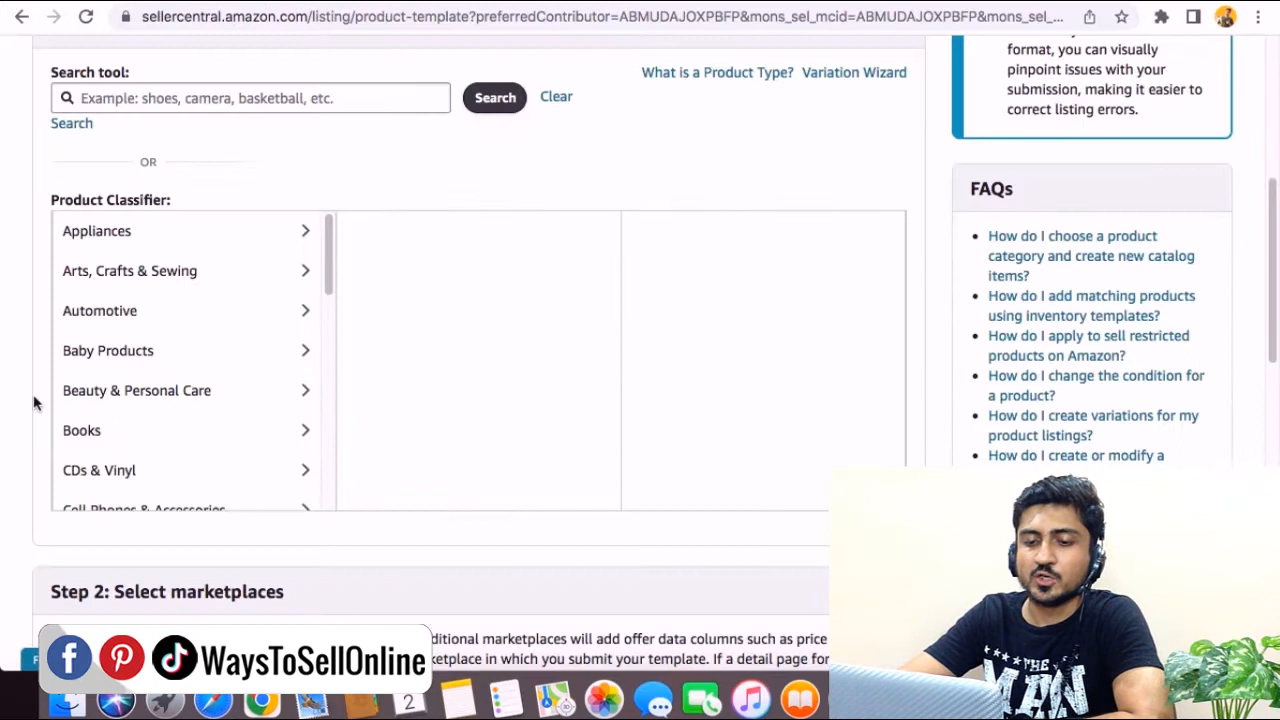 sellercentral.amazon.com/listing/product-template?preferredContributor=ABMUDAJOXPBFP&mons_sel_mcid=ABMUDAJOXPBFP&mons_sel_...
Search tool:
What is a Product Type? Variation Wizard
Example: shoes, camera, basketball, etc.
Search
Clear
Search
OR
Product Classifier:
Appliances
Arts, Crafts & Sewing
Automotive
Baby Products
Beauty & Personal Care
Books
CDs & Vinyl
Cell Phones & Accessories
Step 2: Select marketplaces
ditional marketplaces will add offer data columns such as price
ketplace in which you submit your template. If a detail page for
format, you can visually
pinpoint issues with your
submission, making it easier to
correct listing errors.
FAQs
How do I choose a product
category and create new catalog
items?
How do I add matching products
using inventory templates?
How do I apply to sell restricted
products on Amazon?
How do I change the condition for
a product?
How do I create variations for my
product listings?
How do I create or modify a
WaysToSellOnline
2
THE
MAN